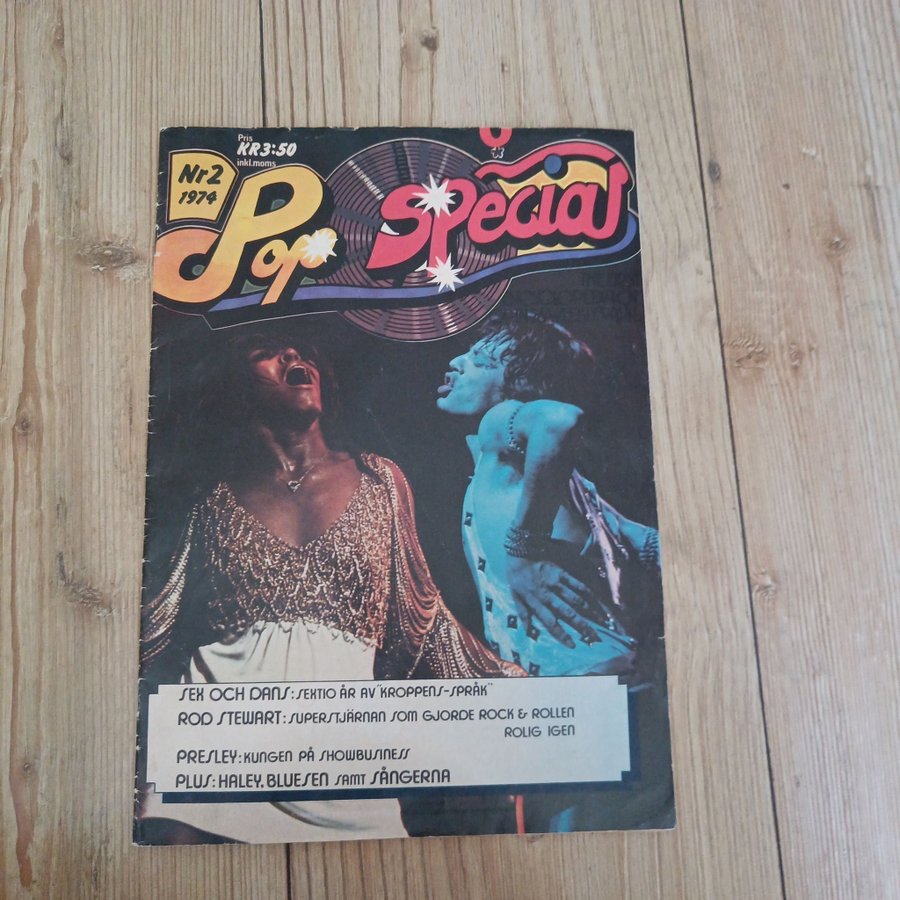 Pris
KR3:50
inkl.moms
Nr2
1974
Pop Special
SEX OCH DANS: SEXTIO ÅR AV "KROPPENS-SPRÅK"
ROD STEWART: SUPERSTJÄRNAN SOM GJORDE ROCK & ROLLEN
ROLIG IGEN
PRESLEY: KUNGEN PÅ SHOWBUSINESS
PLUS: HALEY, BLUESEN SAMT SÅNGERNA